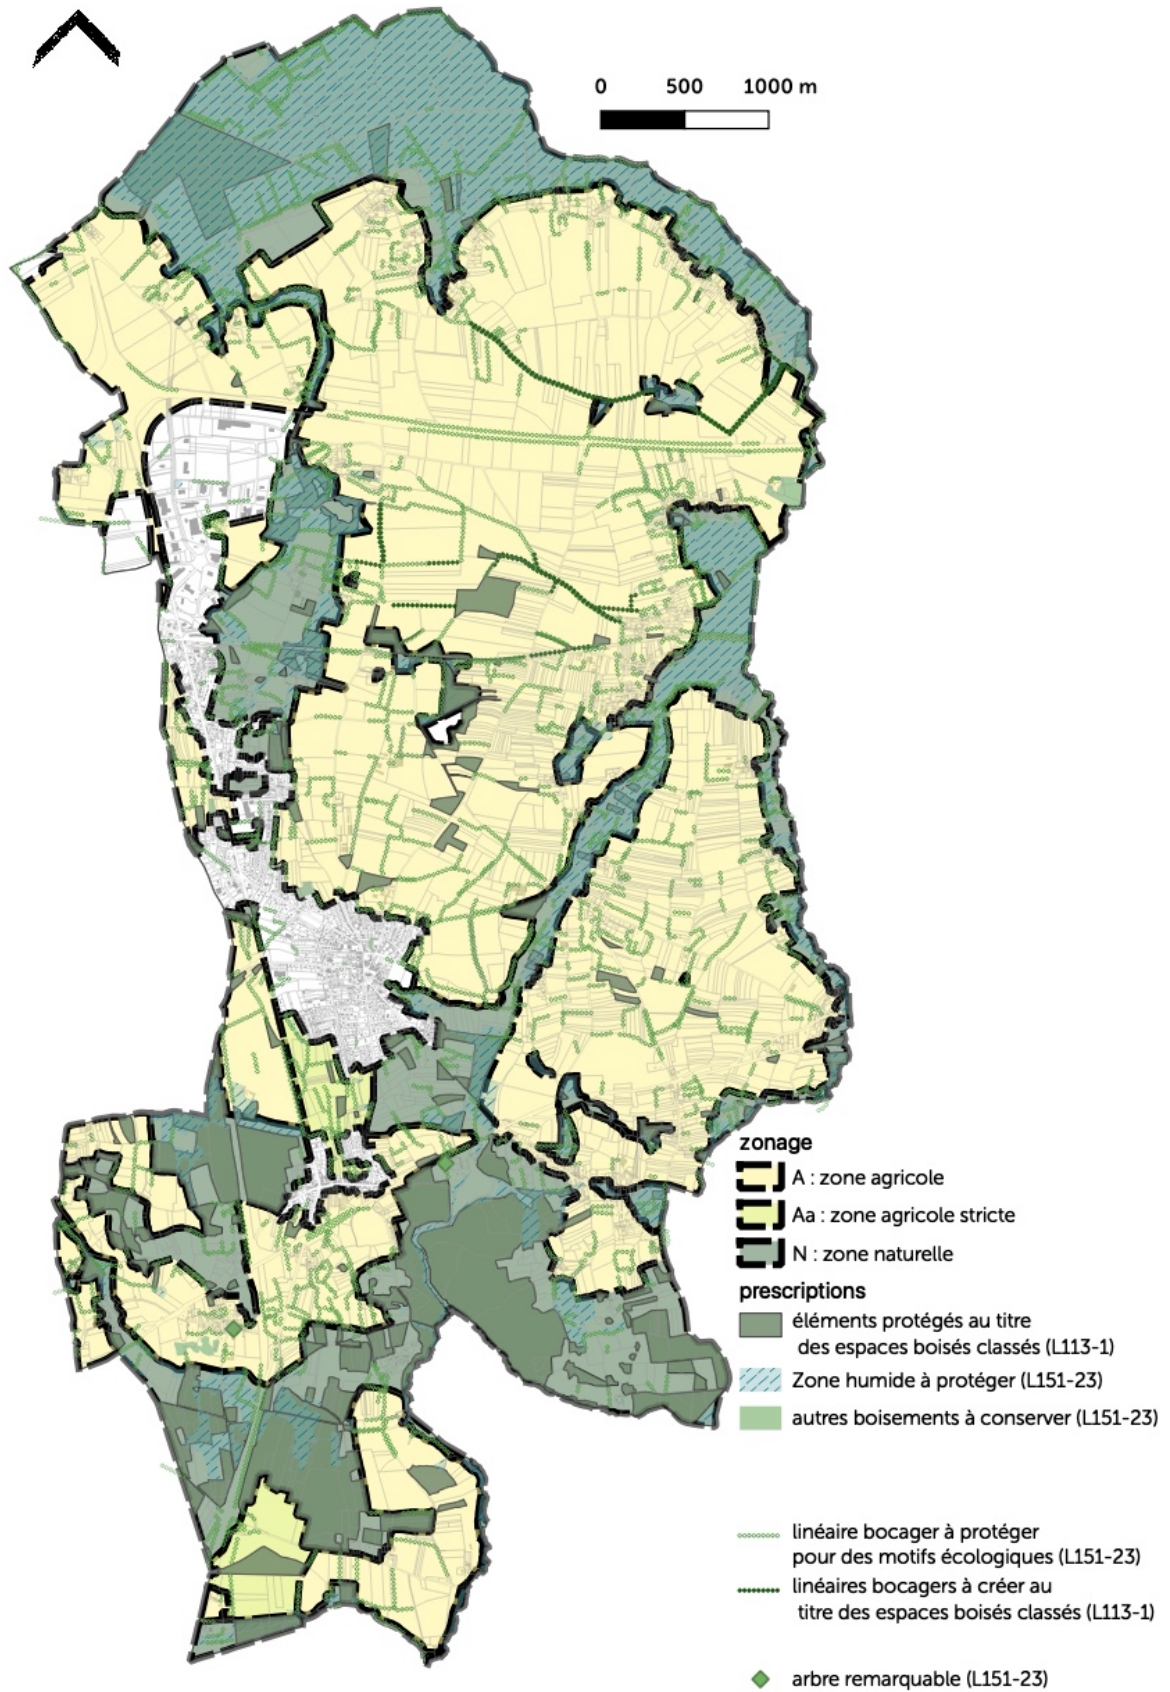 0 500 1000 m
zonage
A : zone agricole
Aa : zone agricole stricte
N : zone naturelle
prescriptions
éléments protégés au titre
des espaces boisés classés (L113-1)
Zone humide à protéger (L151-23)
autres boisements à conserver (L151-23)
linéaire bocager à protéger
pour des motifs écologiques (L151-23)
linéaires bocagers à créer au
titre des espaces boisés classés (L113-1)
arbre remarquable (L151-23)